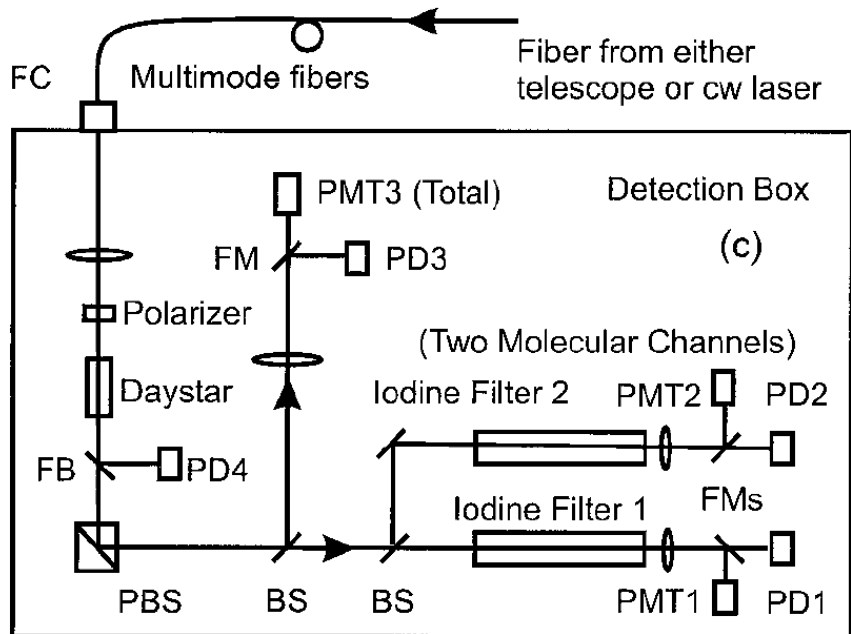 Fiber from either
telescope or cw laser
FC
Multimode fibers
PMT3 (Total)
Detection Box
(c)
FM
PD3
Polarizer
(Two Molecular Channels)
Daystar
Iodine Filter 2
PMT2
PD2
FB
PD4
Iodine Filter 1
FMs
PBS
BS
BS
PMT1
PD1